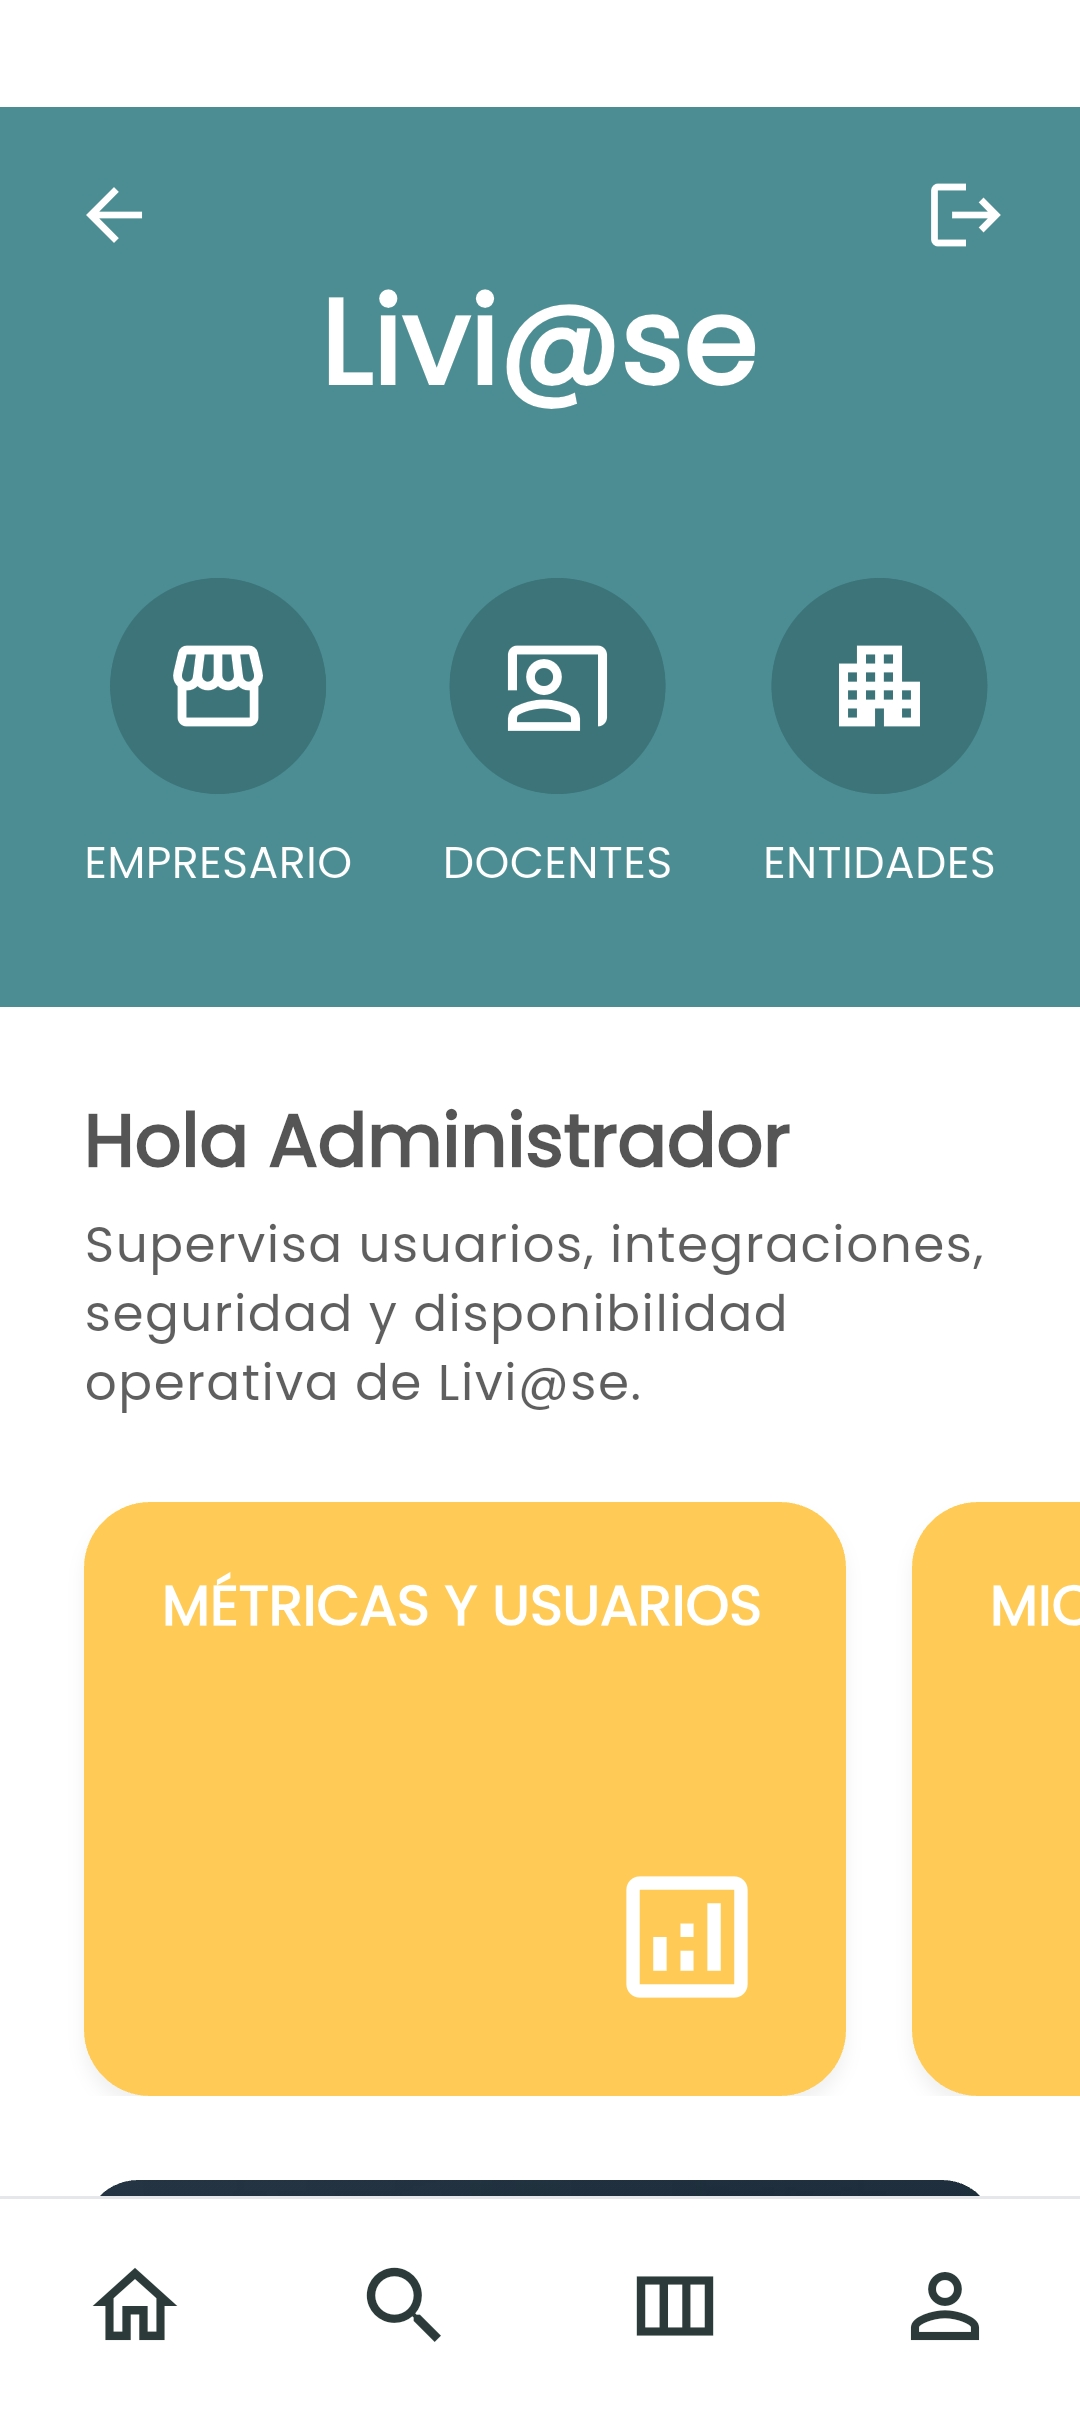 Livi@se
EMPRESARIO
DOCENTES
ENTIDADES
Hola Administrador
Supervisa usuarios, integraciones,
seguridad y disponibilidad
operativa de Livi@se.
MÉTRICAS Y USUARIOS